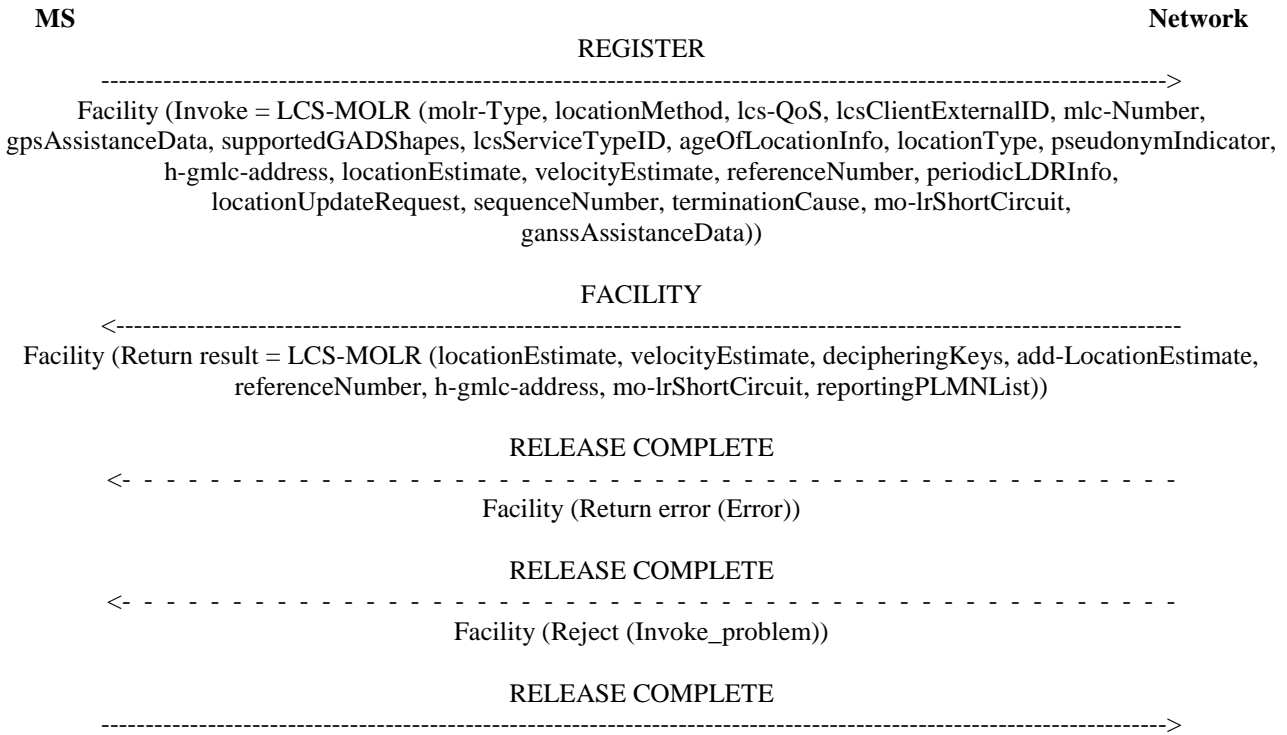 MS Network
REGISTER
------------------------------------------------------------------------------------------------------------------------>
Facility (Invoke = LCS-MOLR (molr-Type, locationMethod, lcs-QoS, lcsClientExternalID, mlc-Number,
gpsAssistanceData, supportedGADShapes, lcsServiceTypeID, ageOfLocationInfo, locationType, pseudonymIndicator,
h-gmlc-address, locationEstimate, velocityEstimate, referenceNumber, periodicLDRInfo,
locationUpdateRequest, sequenceNumber, terminationCause, mo-lrShortCircuit,
ganssAssistanceData))
FACILITY
<------------------------------------------------------------------------------------------------------------------------
Facility (Return result = LCS-MOLR (locationEstimate, velocityEstimate, decipheringKeys, add-LocationEstimate,
referenceNumber, h-gmlc-address, mo-lrShortCircuit, reportingPLMNList))
RELEASE COMPLETE
<- - - - - - - - - - - - - - - - - - - - - - - - - - - - - - - - - - - - - - - - - - - - - - - -
Facility (Return error (Error))
RELEASE COMPLETE
<- - - - - - - - - - - - - - - - - - - - - - - - - - - - - - - - - - - - - - - - - - - - - - - -
Facility (Reject (Invoke_problem))
RELEASE COMPLETE
------------------------------------------------------------------------------------------------------------------------>